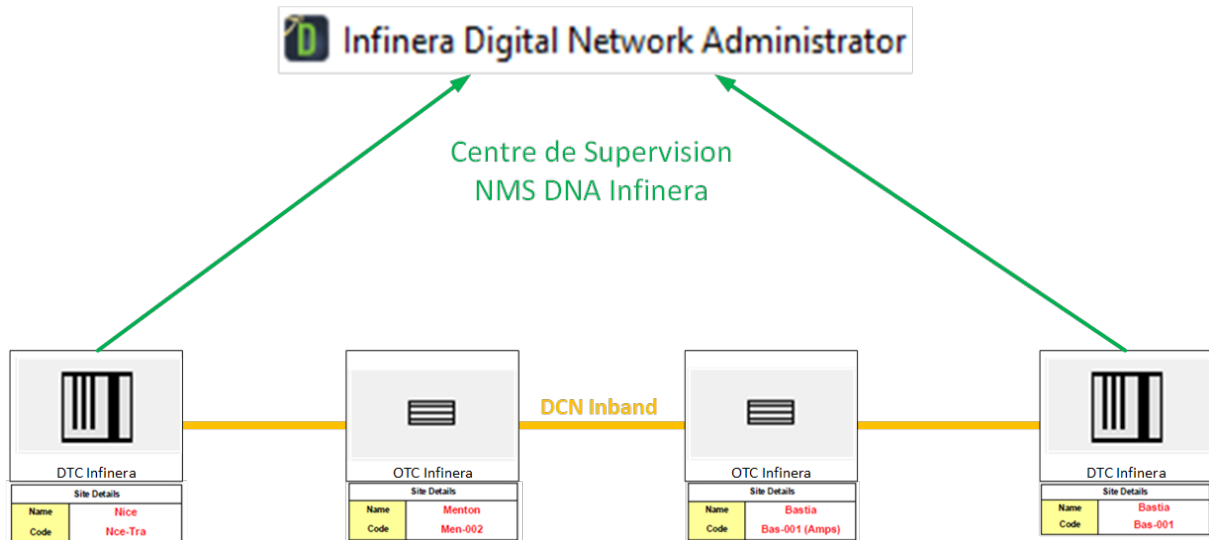 Infinera Digital Network Administrator
Centre de Supervision
NMS DNA Infinera
DCN Inband
DTC Infinera
OTC Infinera
OTC Infinera
DTC Infinera
Site Details
Name Nice
Code Nce-Tra
Site Details
Name Menton
Code Men-002
Site Details
Name Bastia
Code Bas-001 (Amps)
Site Details
Name Bastia
Code Bas-001